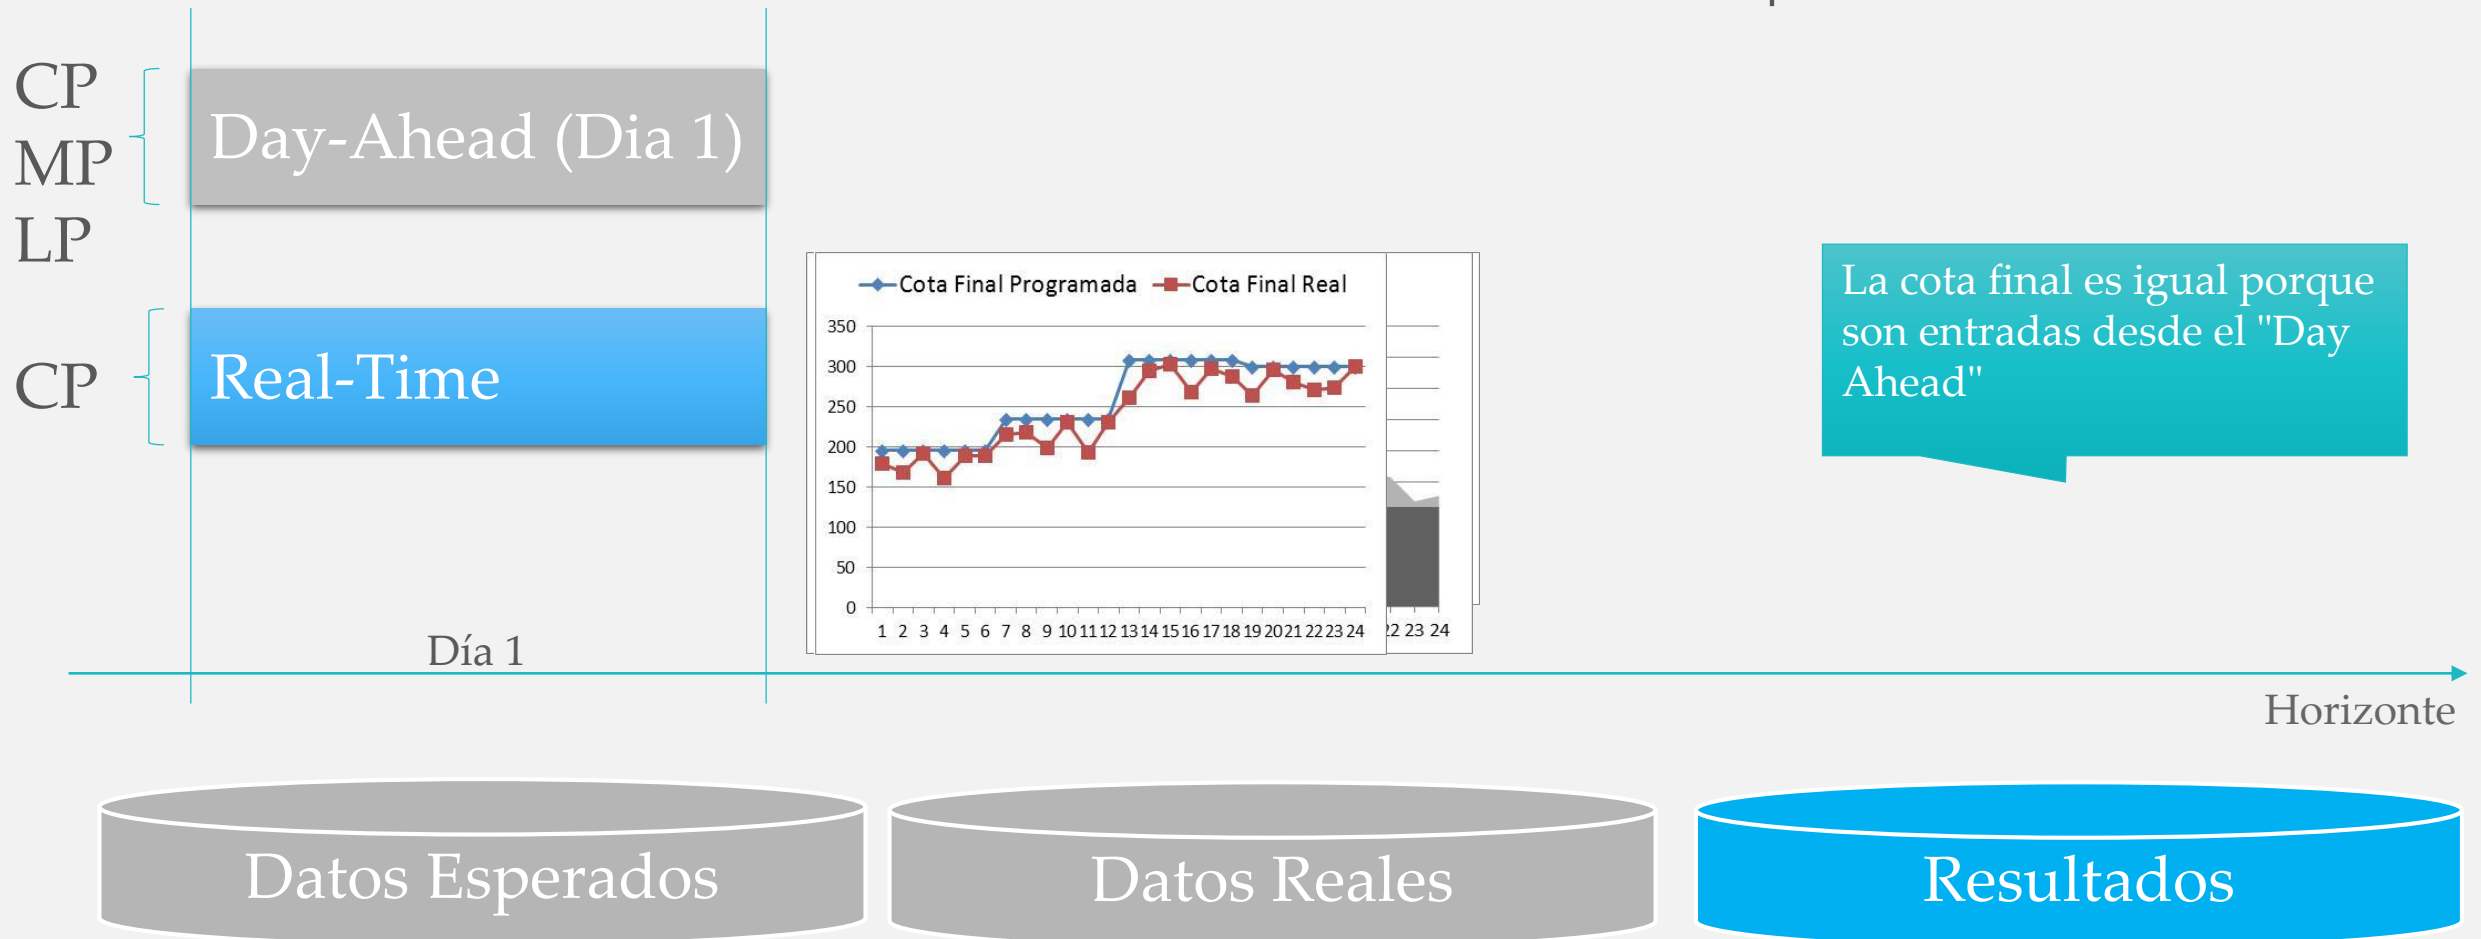 CP
MP
LP
Day-Ahead (Dia 1)
CP
Real-Time
Cota Final Programada Cota Final Real
350
300
250
200
150
100
50
0
1 2 3 4 5 6 7 8 9 10 11 12 13 14 15 16 17 18 19 20 21 22 23 24
22 23 24
La cota final es igual porque
son entradas desde el "Day
Ahead"
Día 1
Horizonte
Datos Esperados
Datos Reales
Resultados